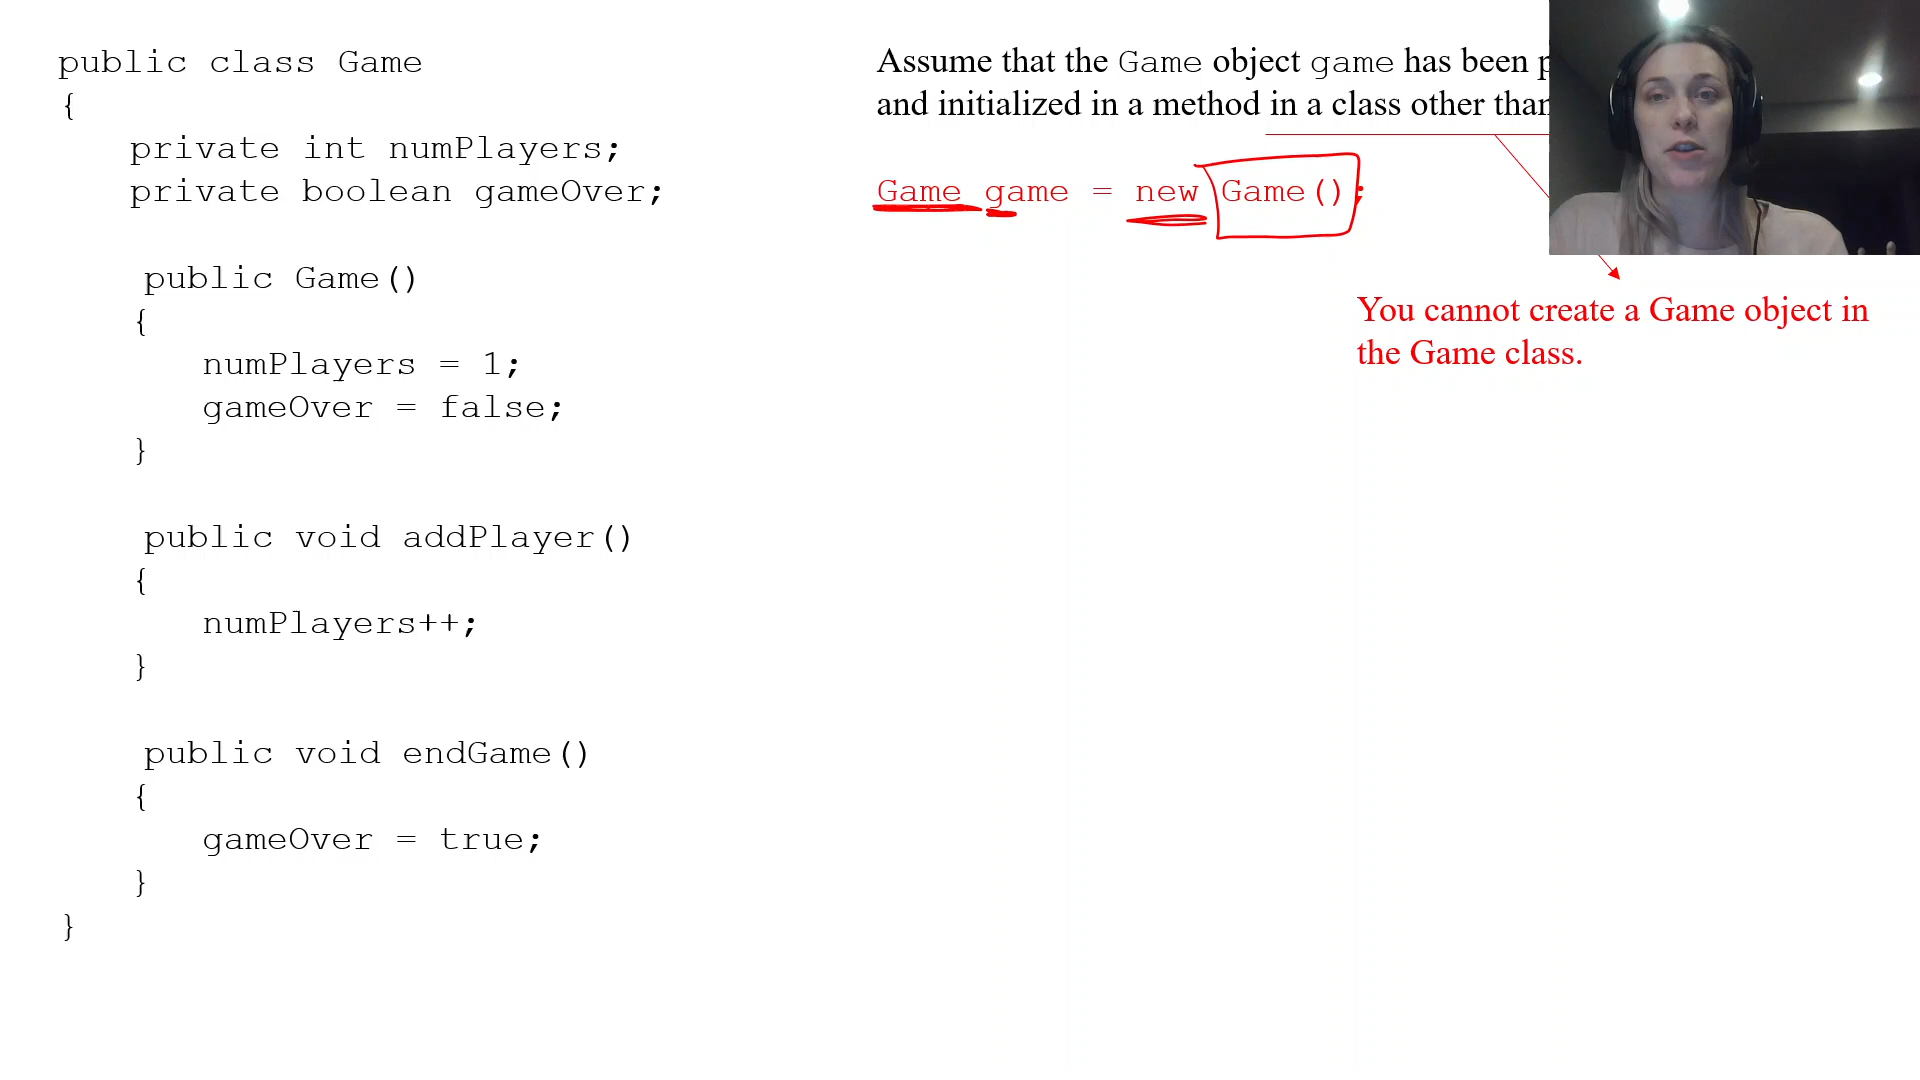 public class Game
{
private int numPlayers;
private boolean gameOver;
public Game()
{
numPlayers = 1;
gameOver = false;
}
public void addPlayer()
{
numPlayers++;
}
public void endGame()
{
gameOver = true;
}
}
Assume that the Game object game has been
and initialized in a method in a class other than
Game game = new Game();
You cannot create a Game object in
the Game class.